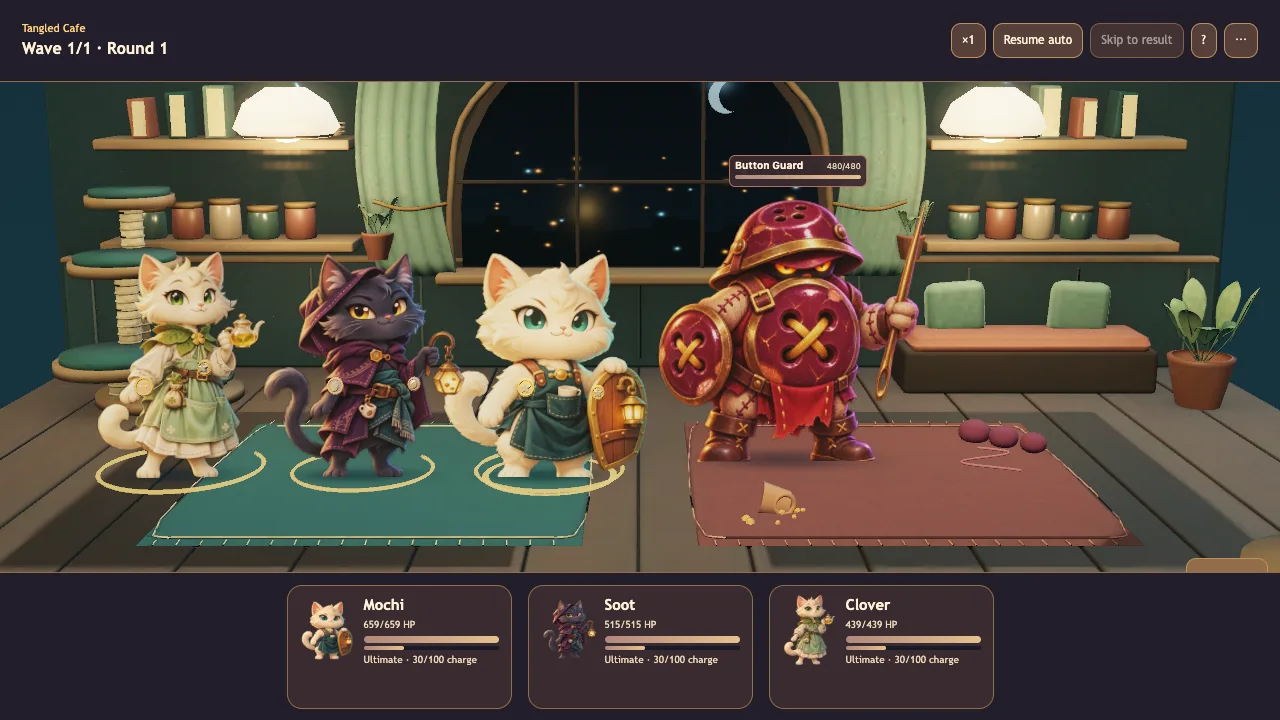 Tangled Cafe
Wave 1/1 · Round 1
×1
Resume auto
Skip to result
?
···
Button Guard 480/480
Mochi
659/659 HP
Ultimate · 30/100 charge
Soot
515/515 HP
Ultimate · 30/100 charge
Clover
439/439 HP
Ultimate · 30/100 charge